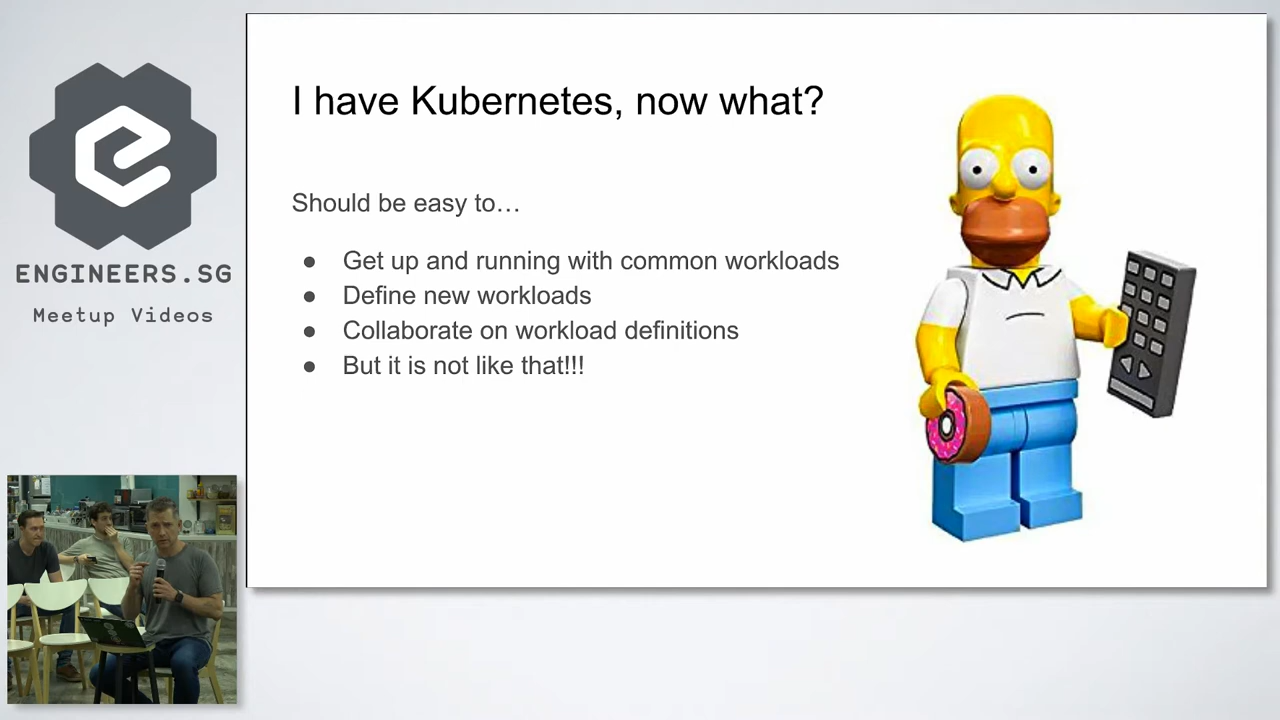 ENGINEERS.SG
Meetup Videos
I have Kubernetes, now what?
Should be easy to…
● Get up and running with common workloads
● Define new workloads
● Collaborate on workload definitions
● But it is not like that!!!